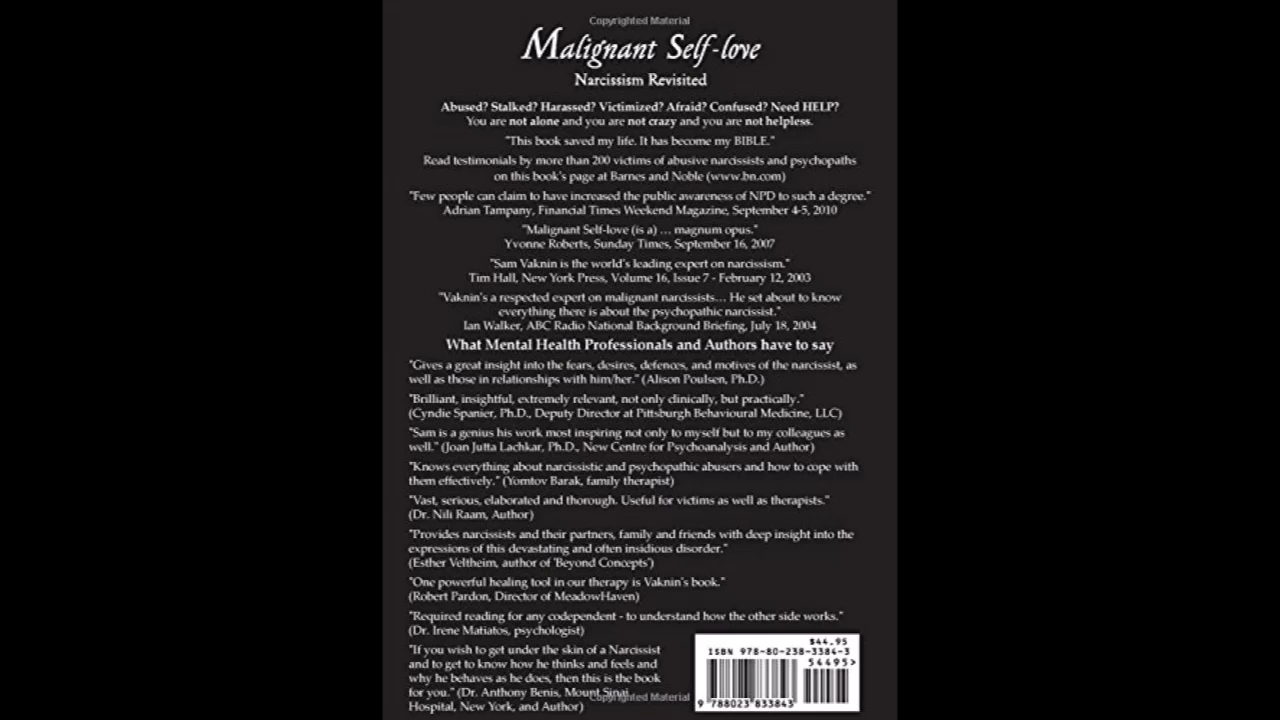 Copyrighted Material
Malignant Self-love
Narcissism Revisited
Abused? Stalked? Harassed? Victimized? Afraid? Confused? Need HELP?
You are not alone and you are not crazy and you are not helpless.
"This book saved my life. It has become my BIBLE."
Read testimonials by more than 200 victims of abusive narcissists and psychopaths
on this book's page at Barnes and Noble (www.bn.com)
"Few people can claim to have increased the public awareness of NPD to such a degree."
Adrian Tampany, Financial Times Weekend Magazine, September 4-5, 2010
"Malignant Self-love (is a) ... magnum opus."
Yvonne Roberts, Sunday Times, September 16, 2007
"Sam Vaknin is the world's leading expert on narcissism."
Tim Hall, New York Press, Volume 16, Issue 7 - February 12, 2003
"Vaknin's a respected expert on malignant narcissists... He set about to know
everything there is about the psychopathic narcissist."
Ian Walker, ABC Radio National Background Briefing, July 18, 2004
What Mental Health Professionals and Authors have to say
"Gives a great insight into the fears, desires, defences, and motives of the narcissist, as
well as those in relationships with him/her." (Alison Poulsen, Ph.D.)
"Brilliant, insightful, extremely relevant, not only clinically, but practically."
(Cyndie Spanier, Ph.D., Deputy Director at Pittsburgh Behavioural Medicine, LLC)
"Sam is a genius his work most inspiring not only to myself but to my colleagues as
well." (Joan Jutta Lachkar, Ph.D., New Centre for Psychoanalysis and Author)
"Knows everything about narcissistic and psychopathic abusers and how to cope with
them effectively." (Yomtov Barak, family therapist)
"Vast, serious, elaborated and thorough. Useful for victims as well as therapists."
(Dr. Nili Raam, Author)
"Provides narcissists and their partners, family and friends with deep insight into the
expressions of this devastating and often insidious disorder."
(Esther Veltheim, author of 'Beyond Concepts')
"One powerful healing tool in our therapy is Vaknin's book."
(Robert Pardon, Director of MeadowHaven)
"Required reading for any codependent - to understand how the other side works."
(Dr. Irene Matiatos, psychologist)
"If you wish to get under the skin of a Narcissist
and to get to know how he thinks and feels and
why he behaves as he does, then this is the book
for you." (Dr. Anthony Benis, Mount Sinai
Hospital, New York, and Author)
Copyrighted Material
$44.95
ISBN 978-80-238-3384-3
54495>
9 788023 833843